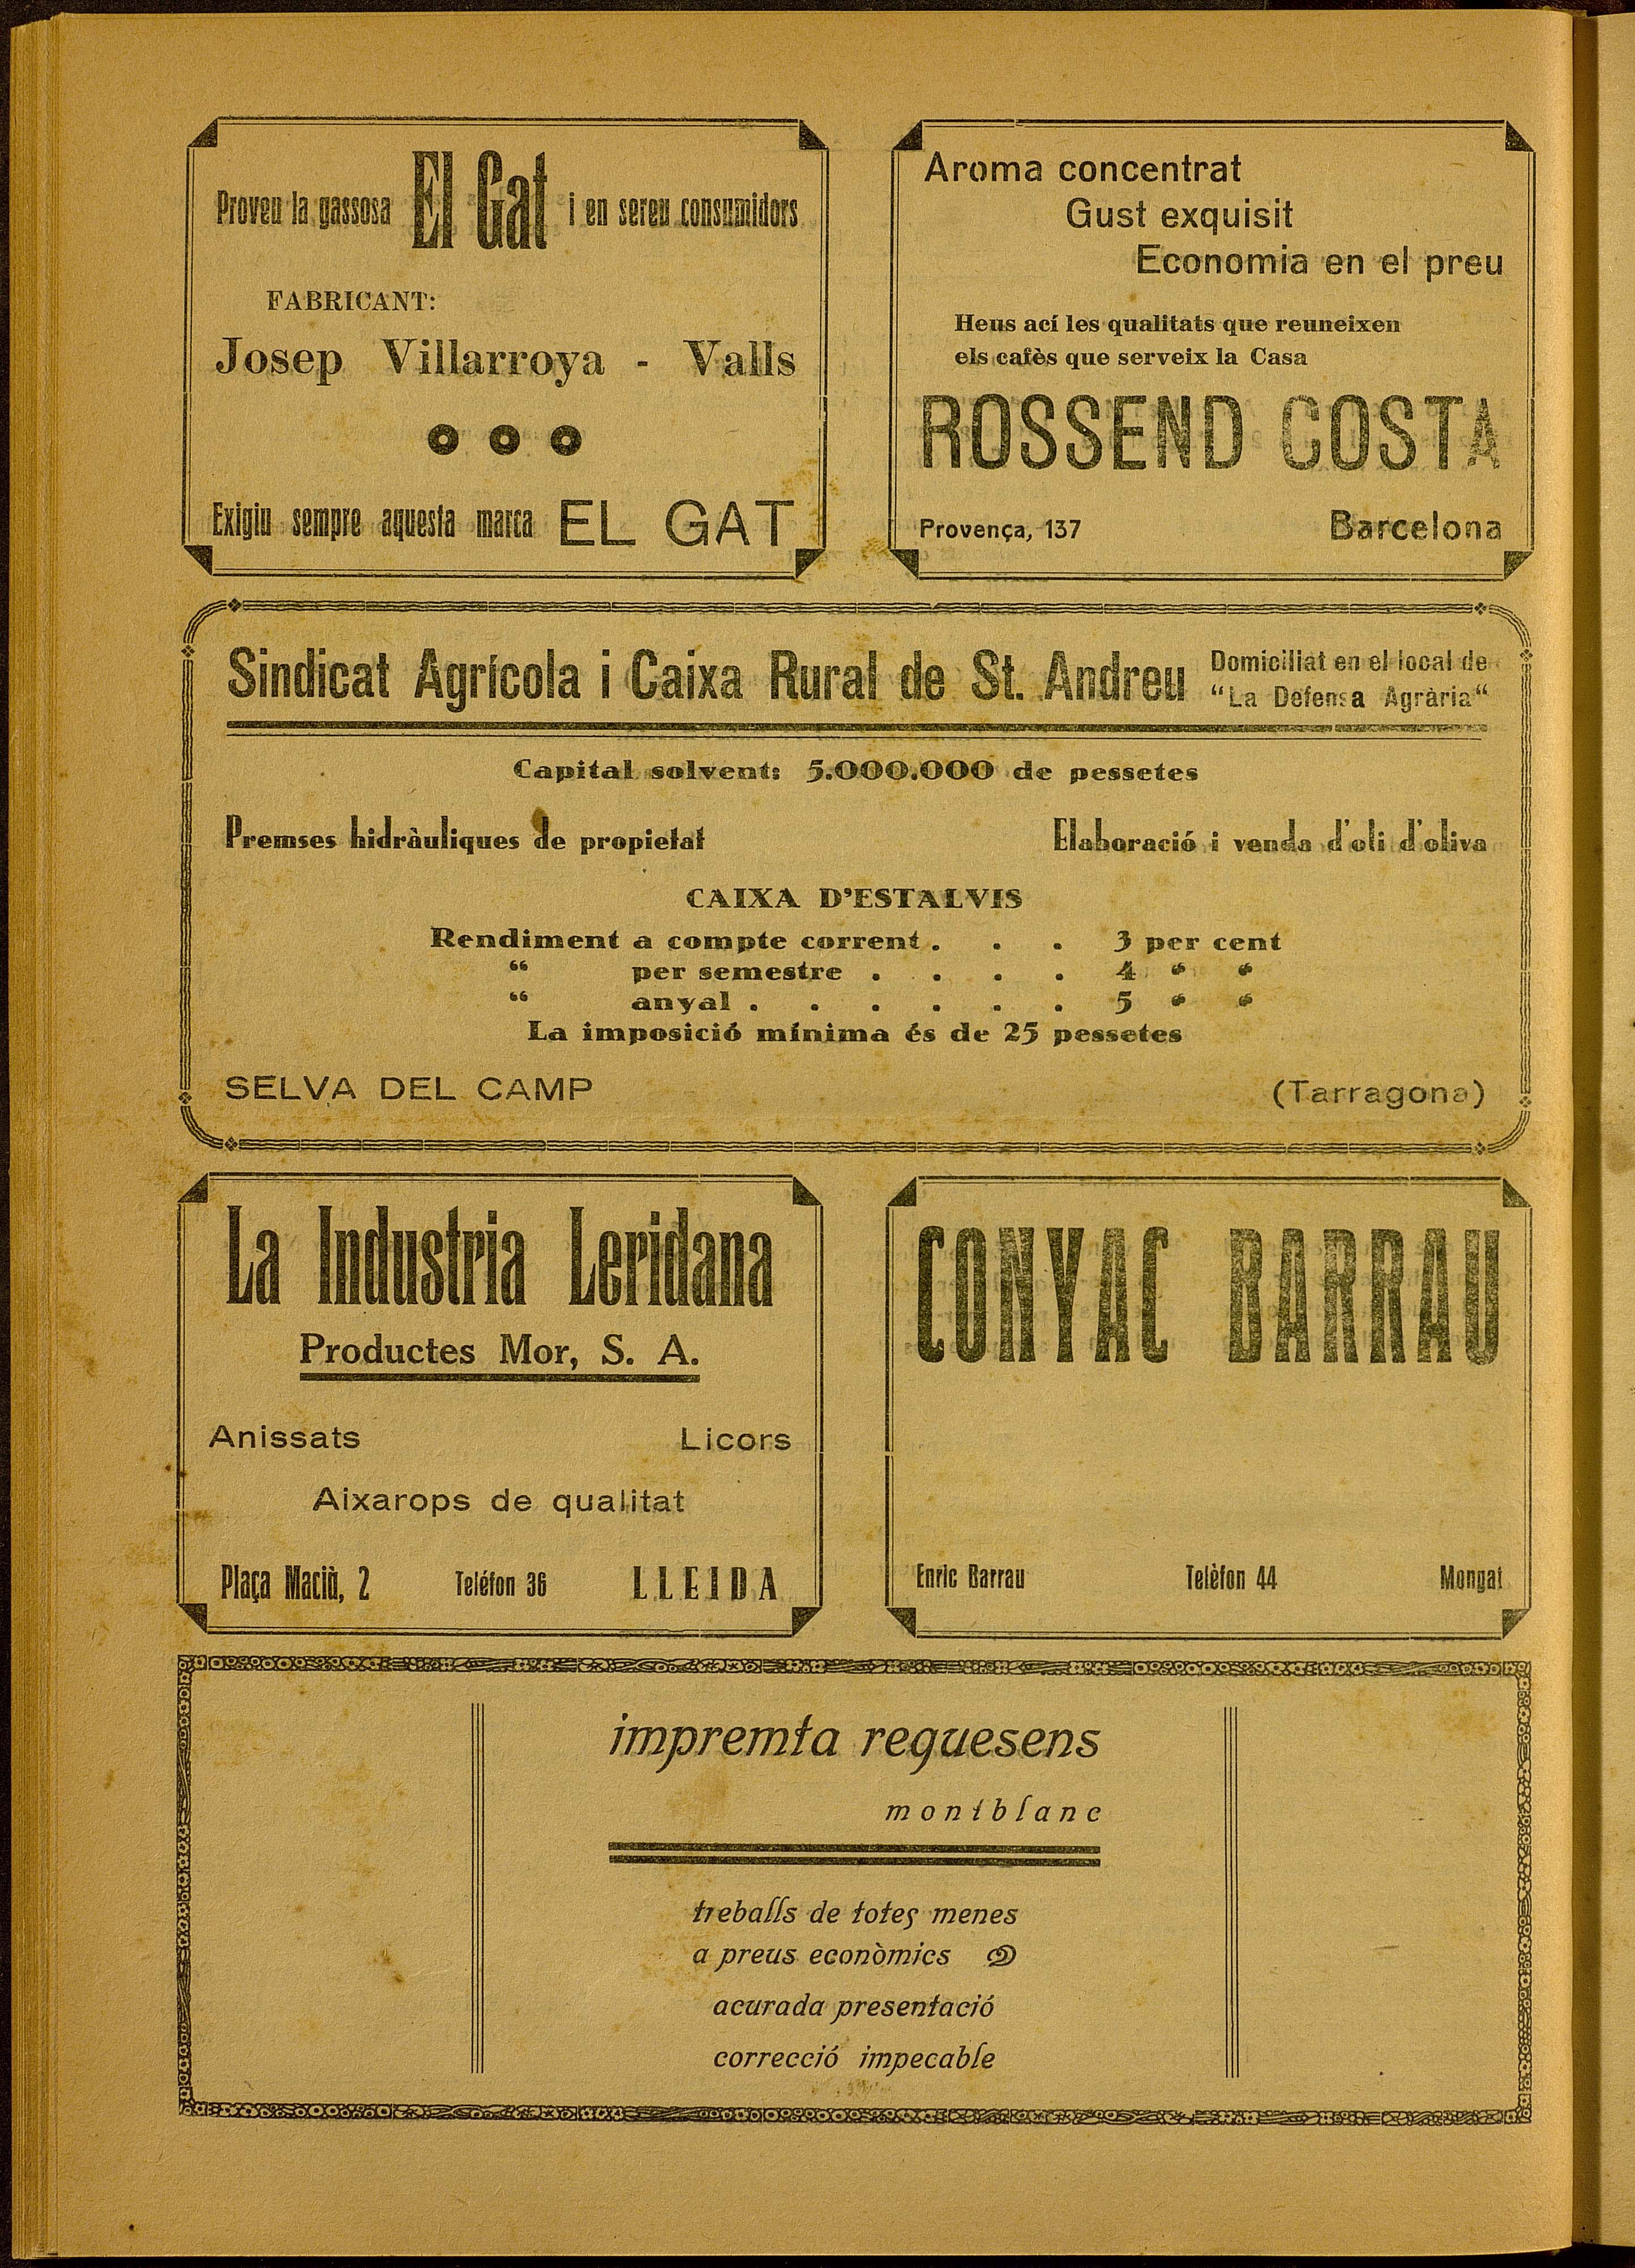 Proveu la gassosa El Gat i en sereu consumidors
FABRICANT:
Josep Villarroya - Valls
Exigiu sempre aquesta marca EL GAT
Aroma concentrat
Gust exquisit
Economia en el preu
Heus ací les qualitats que reuneixen
els cafès que serveix la Casa
ROSSEND COSTA
Provença, 137 Barcelona
Sindicat Agrícola i Caixa Rural de St. Andreu
Domiciliat en el local de
“La Defensa Agrària“
Capital solvent: 5.000.000 de pessetes
Premses hidràuliques de propietat Elaboració i venda d'oli d'oliva
CAIXA D'ESTALVIS
Rendiment a compte corrent . . . 3 per cent
“ per semestre . . . . 4 “ “
“ anyal . . . . . . 5 “ “
La imposició mínima és de 25 pessetes
SELVA DEL CAMP (Tarragona)
La Industria Leridana
Productes Mor, S. A.
Anissats Licors
Aixarops de qualitat
Plaça Macià, 2 Teléfon 36 LLEIDA
CONYAC BARRAU
Enric Barrau Telèfon 44 Mongat
impremta requesens
montblanc
treballs de totes menes
a preus econòmics
acurada presentació
correcció impecable